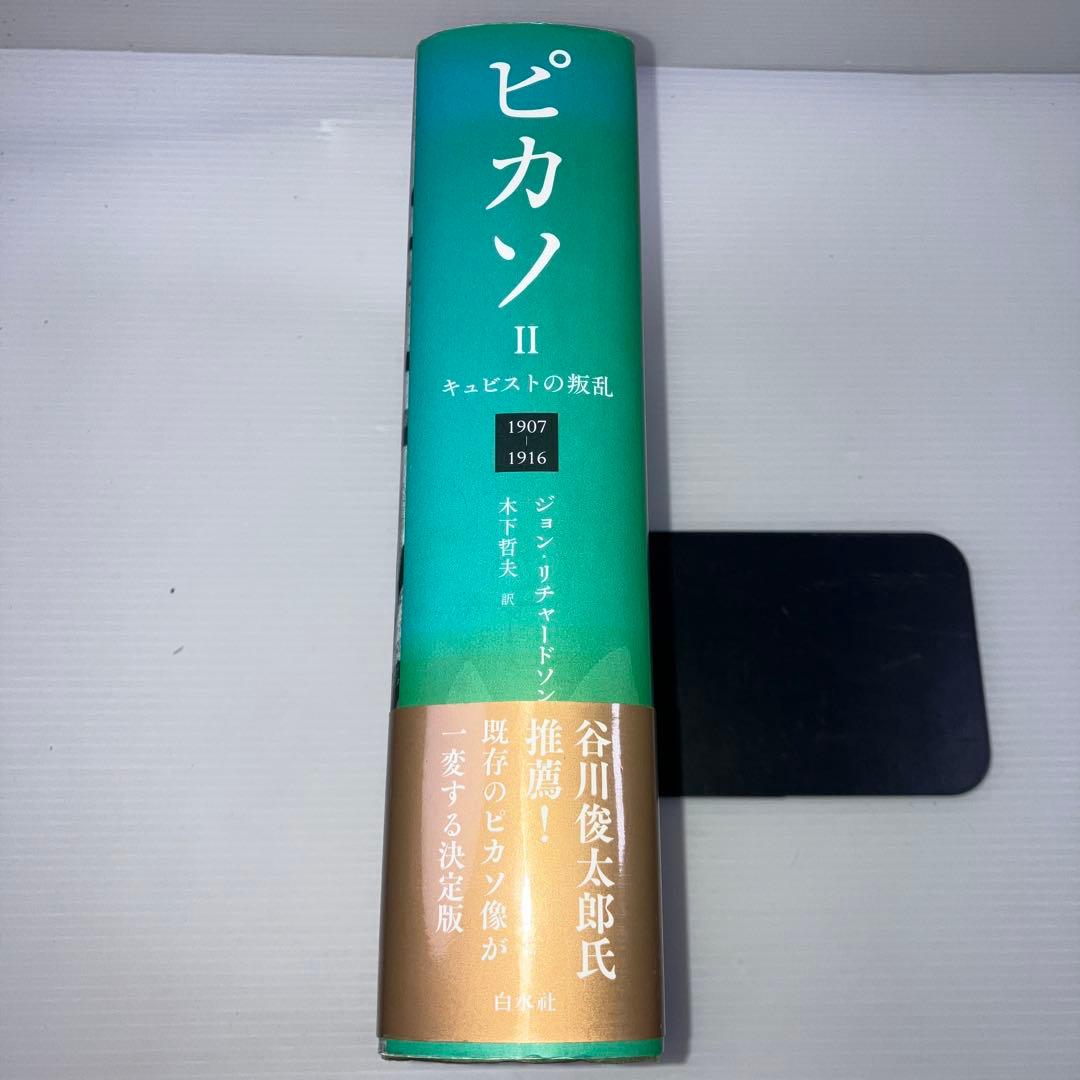 ピカソ
II
キュビストの叛乱
1907
1916
ジョン・リチャードソン
木下哲夫 訳
谷川俊太郎氏
推薦！
既存のピカソ像が
一変する決定版
白水社